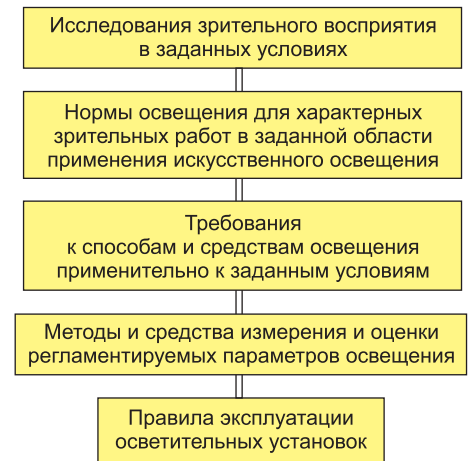 Исследования зрительного восприятия
в заданных условиях
Нормы освещения для характерных
зрительных работ в заданной области
применения искусственного освещения
Требования
к способам и средствам освещения
применительно к заданным условиям
Методы и средства измерения и оценки
регламентируемых параметров освещения
Правила эксплуатации
осветительных установок